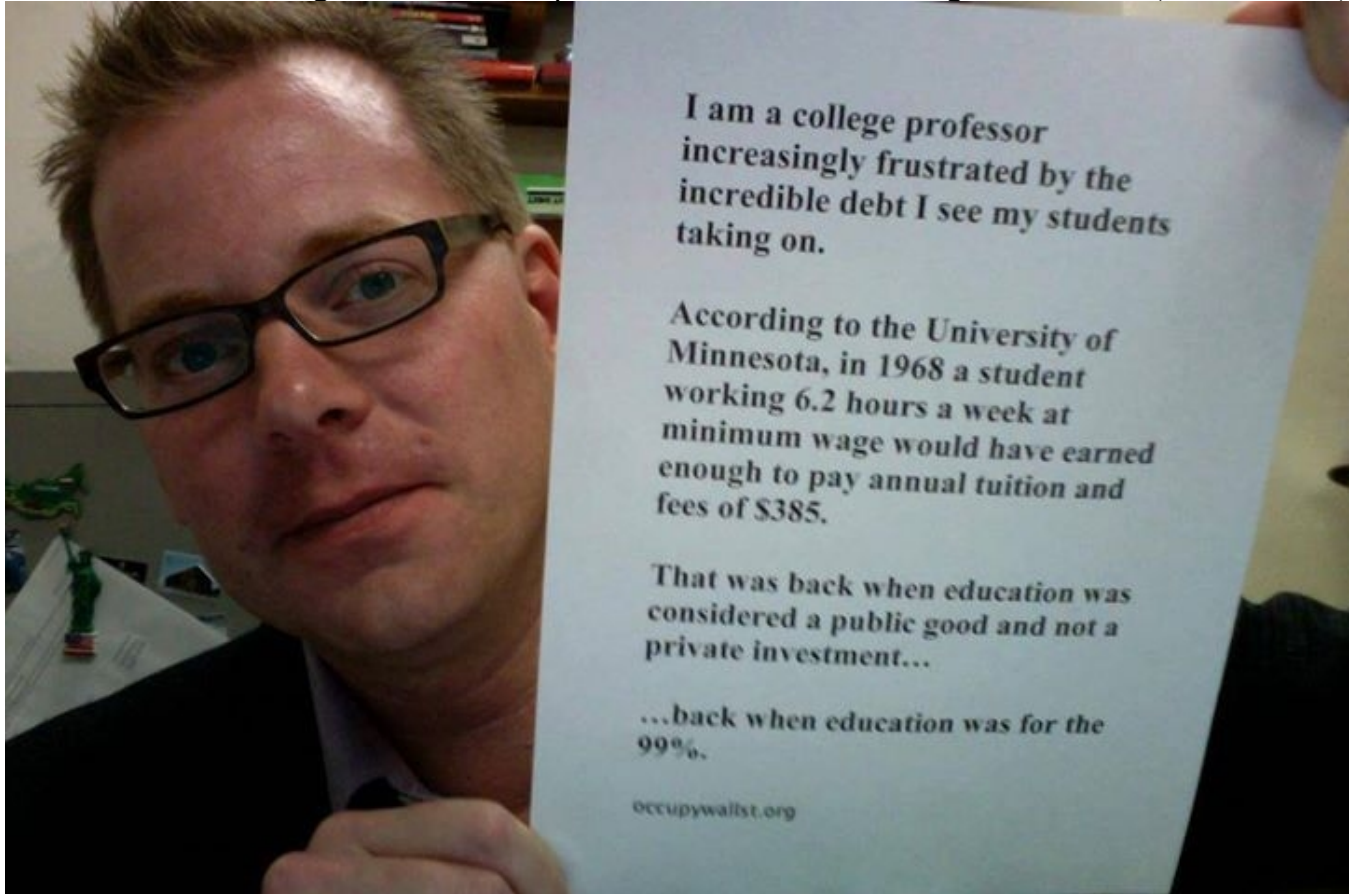 I am a college professor
increasingly frustrated by the
incredible debt I see my students
taking on.
According to the University of
Minnesota, in 1968 a student
working 6.2 hours a week at
minimum wage would have earned
enough to pay annual tuition and
fees of $385.
That was back when education was
considered a public good and not a
private investment...
...back when education was for the
99%.
occupywallst.org